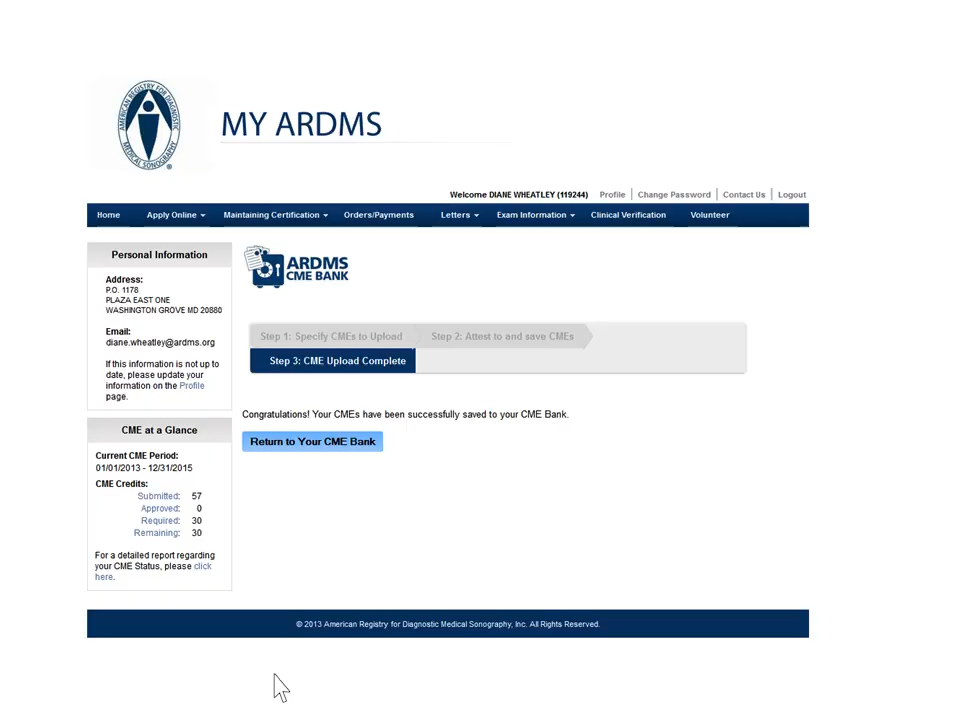 AMERICAN REGISTRY FOR DIAGNOSTIC
MEDICAL SONOGRAPHY
®
MY ARDMS
Welcome DIANE WHEATLEY (119244) Profile Change Password Contact Us Logout
Home Apply Online Maintaining Certification Orders/Payments Letters Exam Information Clinical Verification Volunteer
Personal Information
Address:
P.O. 1178
PLAZA EAST ONE
WASHINGTON GROVE MD 20880
Email:
diane.wheatley@ardms.org
If this information is not up to
date, please update your
information on the Profile
page.
CME at a Glance
Current CME Period:
01/01/2013 - 12/31/2015
CME Credits:
Submitted: 57
Approved: 0
Required: 30
Remaining: 30
For a detailed report regarding
your CME Status, please click
here.
ARDMS
CME BANK
Step 1: Specify CMEs to Upload Step 2: Attest to and save CMEs
Step 3: CME Upload Complete
Congratulations! Your CMEs have been successfully saved to your CME Bank.
Return to Your CME Bank
© 2013 American Registry for Diagnostic Medical Sonography, Inc. All Rights Reserved.